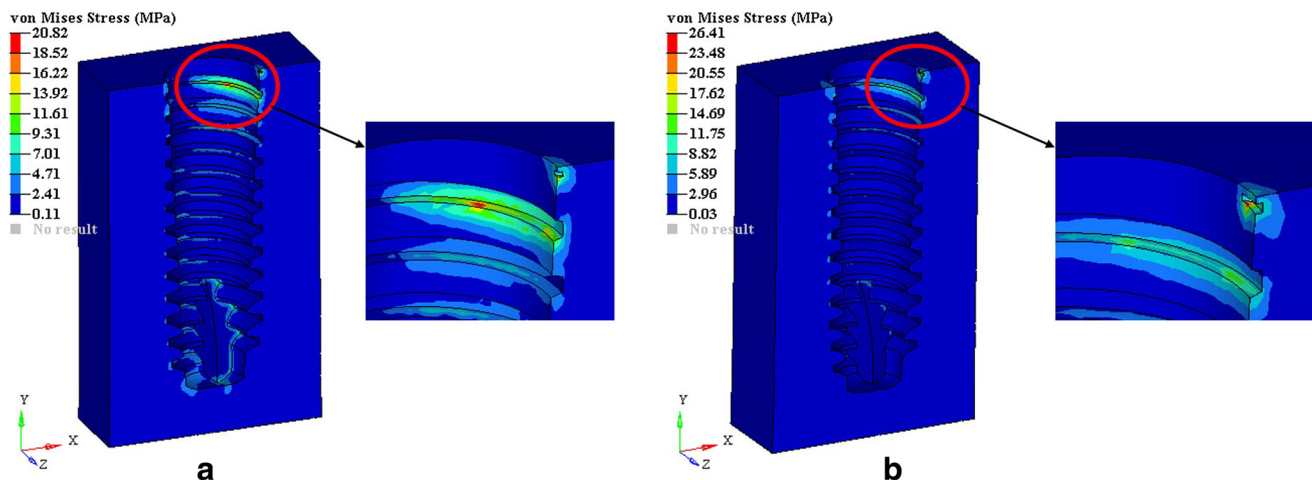 von Mises Stress (MPa)
20.82
18.52
16.22
13.92
11.61
9.31
7.01
4.71
2.41
0.11
No result
Y
X
Z
a
von Mises Stress (MPa)
26.41
23.48
20.55
17.62
14.69
11.75
8.82
5.89
2.96
0.03
No result
Y
X
Z
b